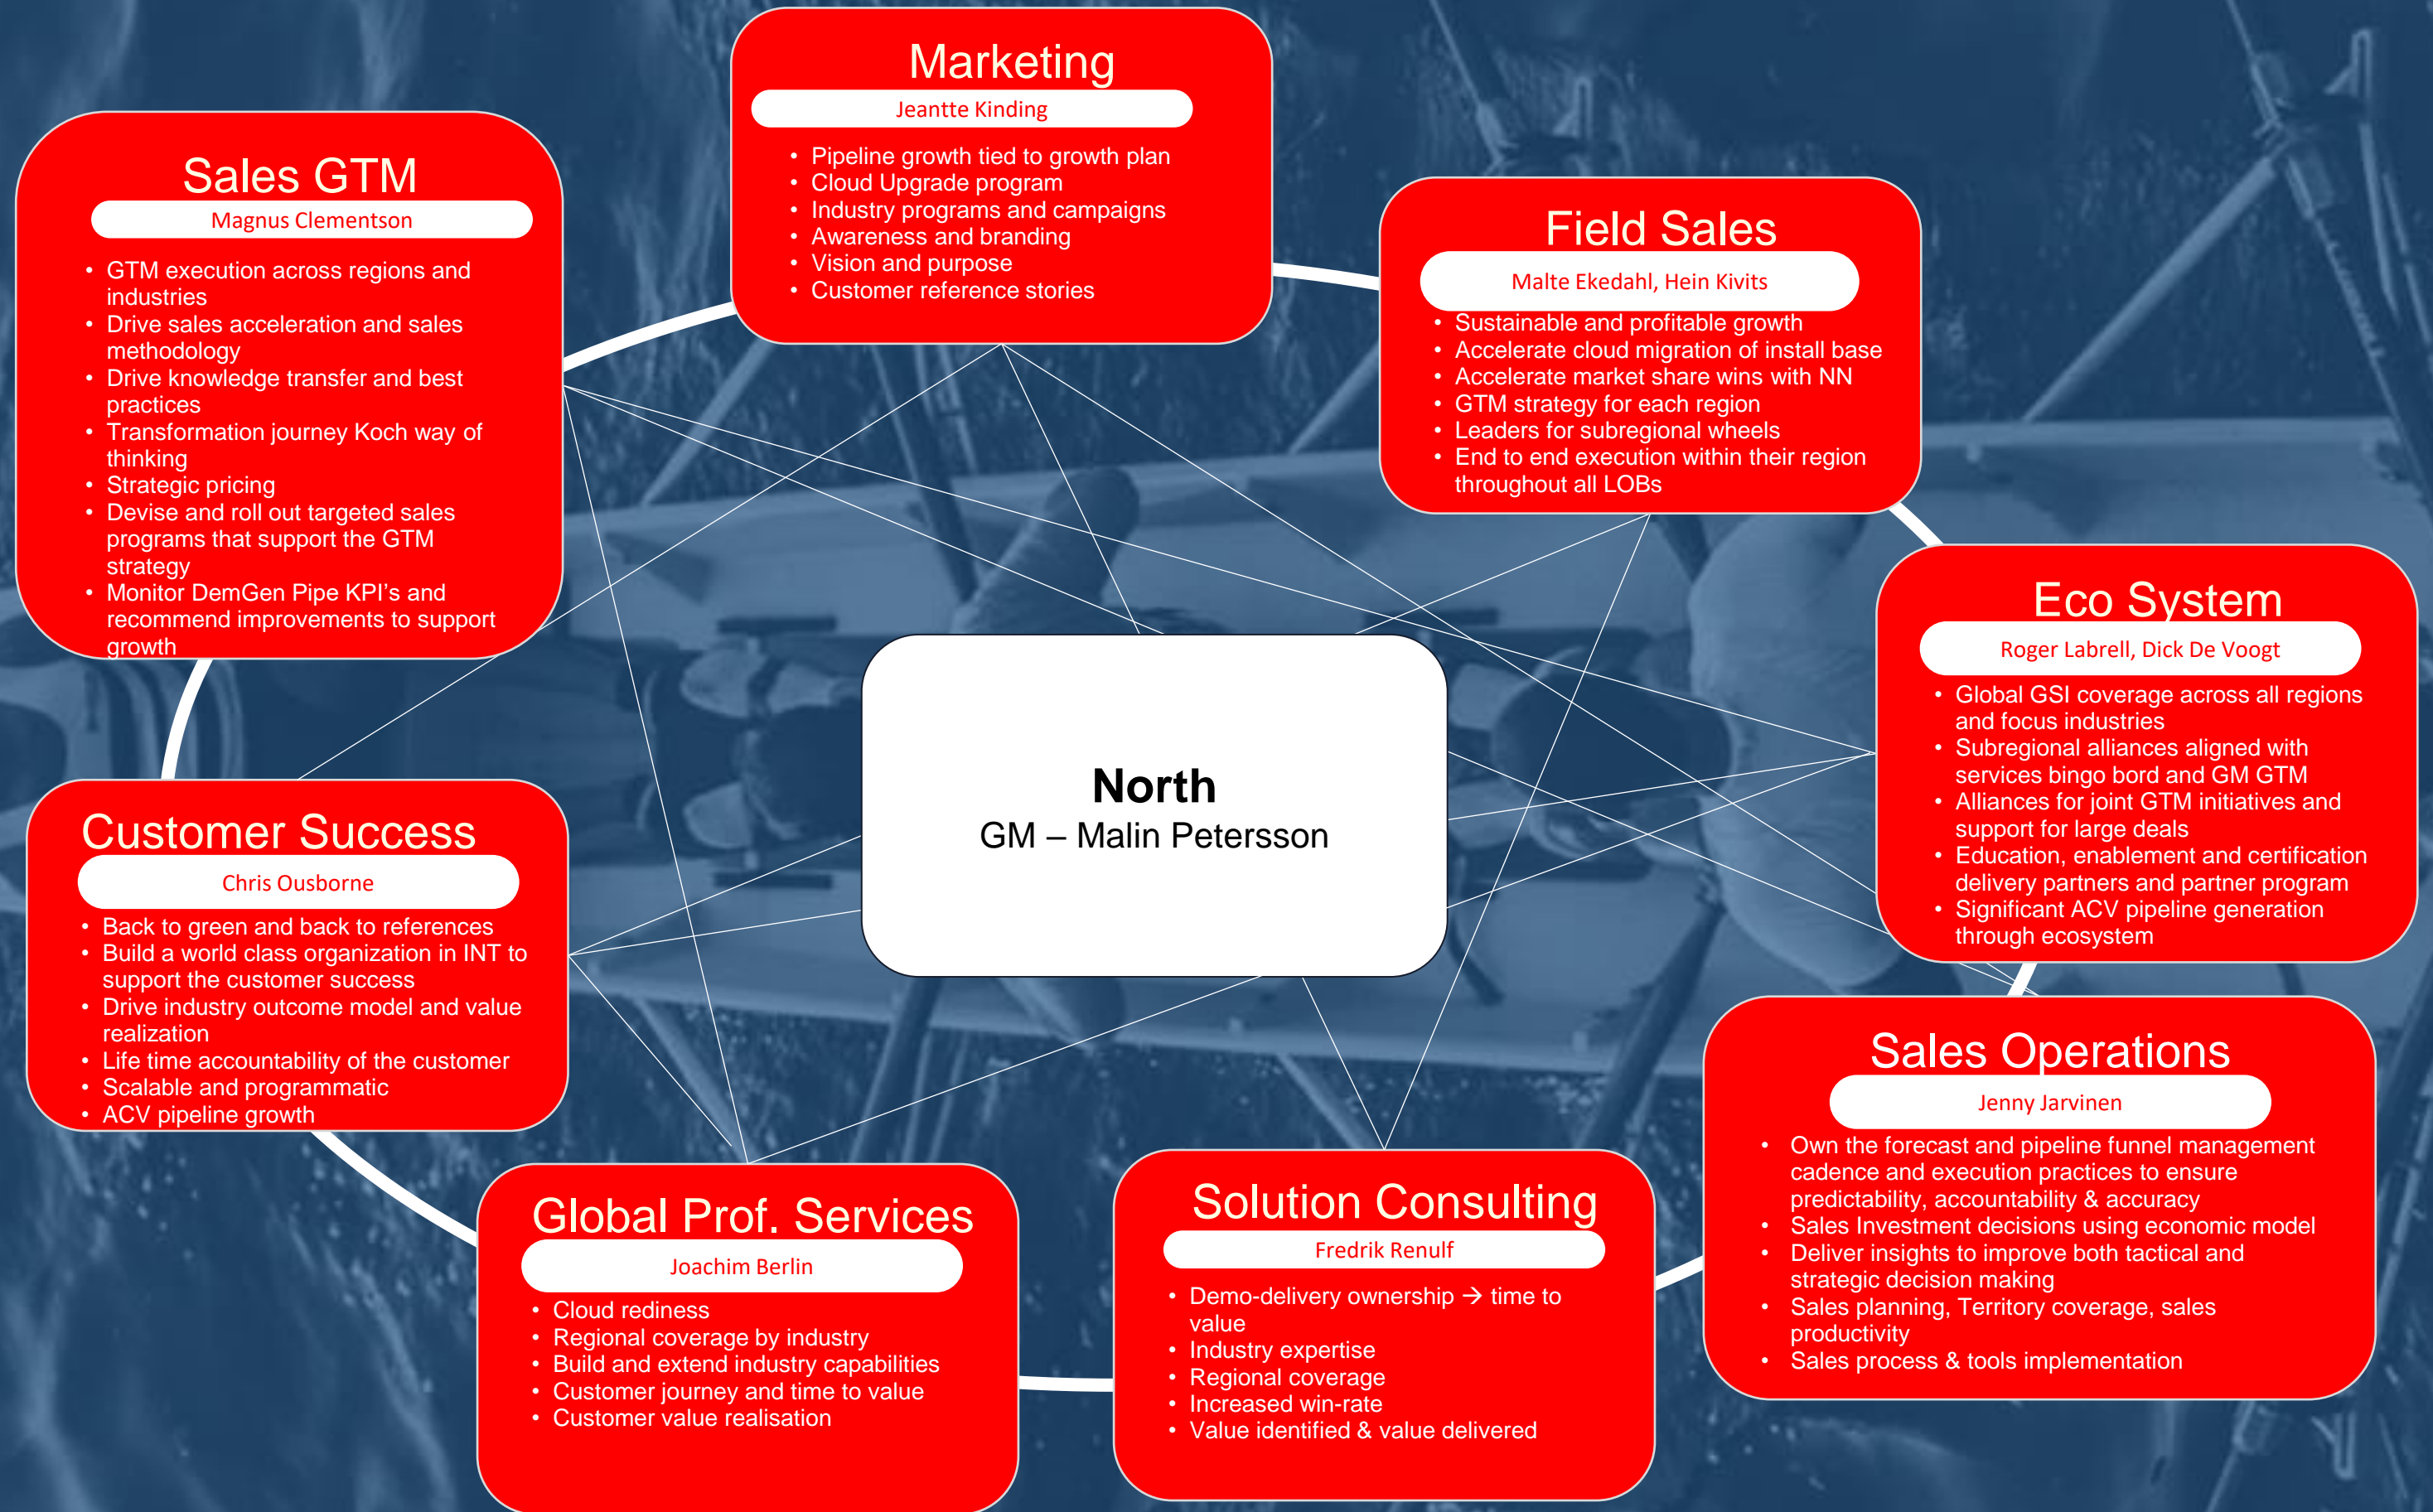 Marketing
Jeantte Kinding
• Pipeline growth tied to growth plan
• Cloud Upgrade program
• Industry programs and campaigns
• Awareness and branding
• Vision and purpose
• Customer reference stories
Sales GTM
Magnus Clementson
• GTM execution across regions and
industries
• Drive sales acceleration and sales
methodology
• Drive knowledge transfer and best
practices
• Transformation journey Koch way of
thinking
• Strategic pricing
• Devise and roll out targeted sales
programs that support the GTM
strategy
• Monitor DemGen Pipe KPI's and
recommend improvements to support
growth
Field Sales
Malte Ekedahl, Hein Kivits
• Sustainable and profitable growth
• Accelerate cloud migration of install base
• Accelerate market share wins with NN
• GTM strategy for each region
• Leaders for subregional wheels
• End to end execution within their region
throughout all LOBs
Eco System
Roger Labrell, Dick De Voogt
• Global GSI coverage across all regions
and focus industries
• Subregional alliances aligned with
services bingo bord and GM GTM
• Alliances for joint GTM initiatives and
support for large deals
• Education, enablement and certification
delivery partners and partner program
• Significant ACV pipeline generation
through ecosystem
North
GM – Malin Petersson
Customer Success
Chris Ousborne
• Back to green and back to references
• Build a world class organization in INT to
support the customer success
• Drive industry outcome model and value
realization
• Life time accountability of the customer
• Scalable and programmatic
• ACV pipeline growth
Sales Operations
Jenny Jarvinen
• Own the forecast and pipeline funnel management
cadence and execution practices to ensure
predictability, accountability & accuracy
• Sales Investment decisions using economic model
• Deliver insights to improve both tactical and
strategic decision making
• Sales planning, Territory coverage, sales
productivity
• Sales process & tools implementation
Global Prof. Services
Joachim Berlin
• Cloud rediness
• Regional coverage by industry
• Build and extend industry capabilities
• Customer journey and time to value
• Customer value realisation
Solution Consulting
Fredrik Renulf
• Demo-delivery ownership → time to
value
• Industry expertise
• Regional coverage
• Increased win-rate
• Value identified & value delivered